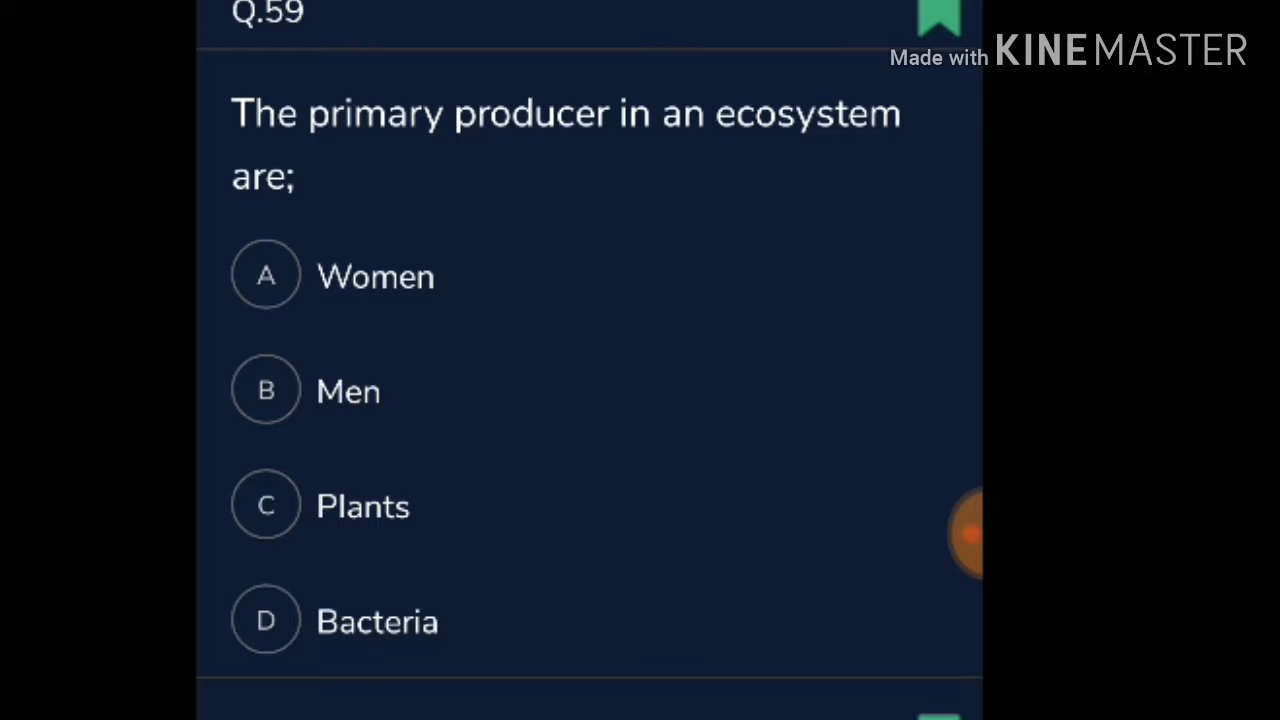 Q.59
Made with KINEMASTER
The primary producer in an ecosystem
are;
A Women
B Men
C Plants
D Bacteria